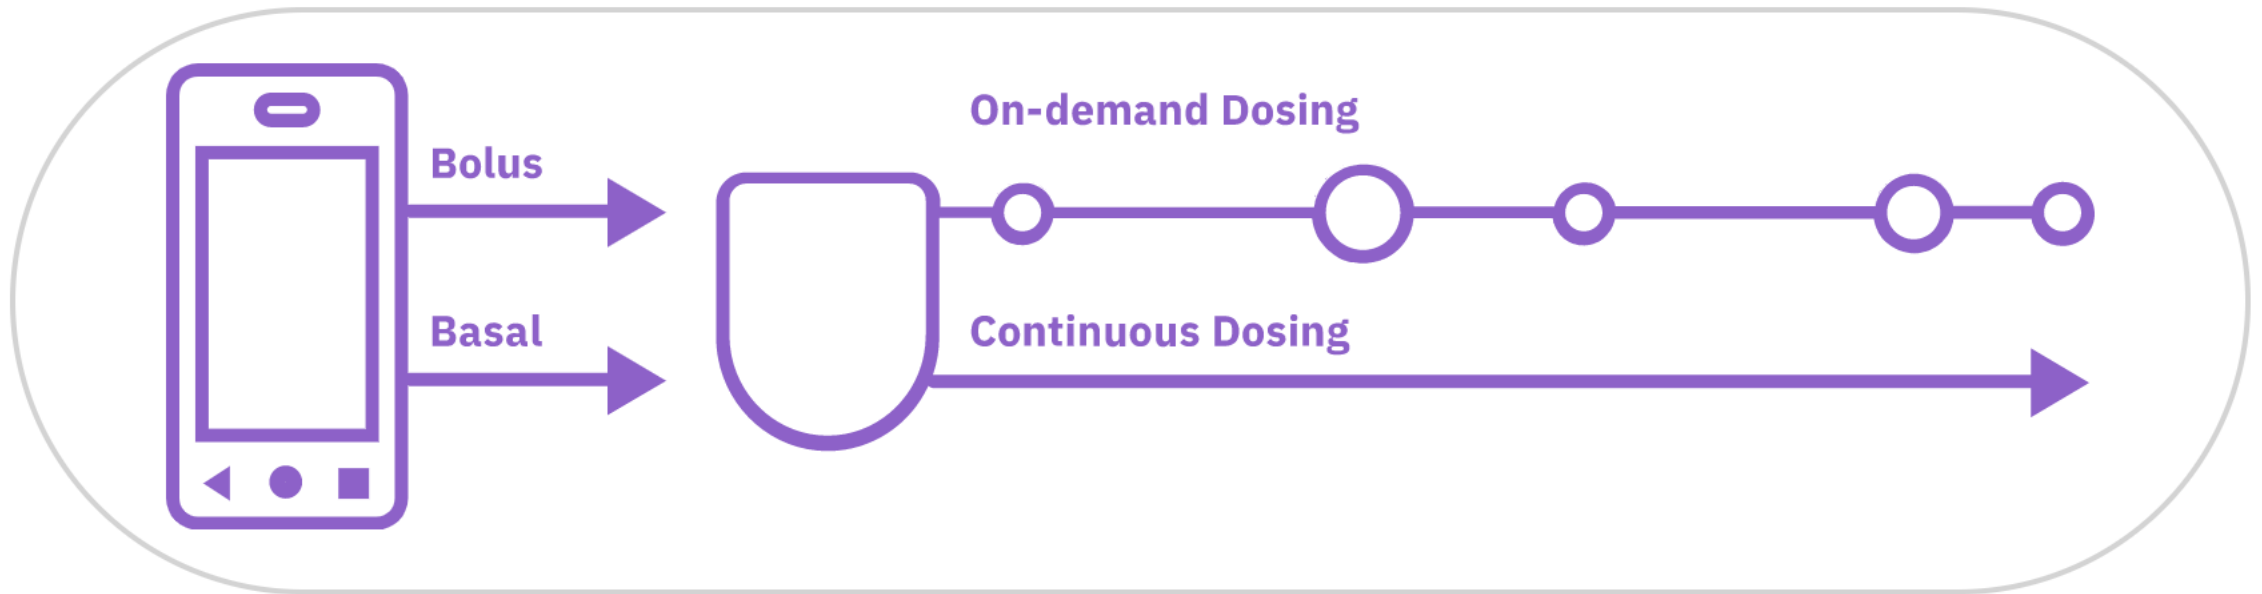 On-demand Dosing
Bolus
Basal
Continuous Dosing